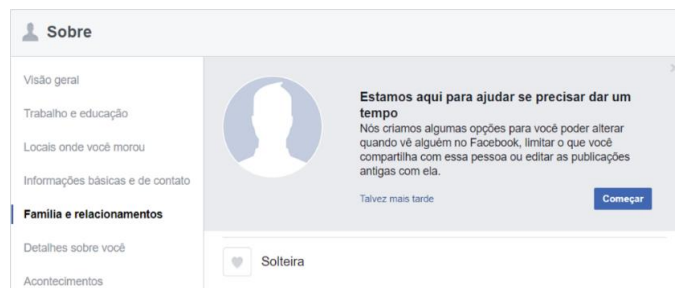 Sobre
Visão geral
Trabalho e educação
Locais onde você morou
Informações básicas e de contato
Família e relacionamentos
Detalhes sobre você
Acontecimentos
Estamos aqui para ajudar se precisar dar um
tempo
Nós criamos algumas opções para você poder alterar
quando vê alguém no Facebook, limitar o que você
compartilha com essa pessoa ou editar as publicações
antigas com ela.
Talvez mais tarde
Começar
Solteira